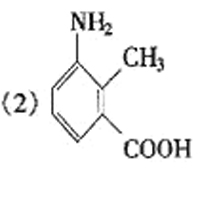 NH₂
CH₃
(2)
COOH